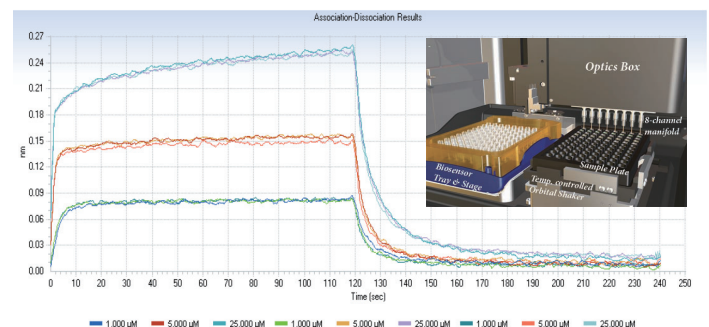 Association-Dissociation Results
0.27
0.24
0.21
0.18
0.15
0.12
0.09
0.06
0.03
0.00
nm
0 10 20 30 40 50 60 70 80 90 100 110 120 130 140 150 160 170 180 190 200 210 220 230 240 250
Time (sec)
Optics Box
8-channel
manifold
Biosensor
Tray & Stage
Sample Plate
Temp. controlled
Orbital Shaker
1.000 uM 5.000 uM 25.000 uM 1.000 uM 5.000 uM 25.000 uM 1.000 uM 5.000 uM 25.000 uM